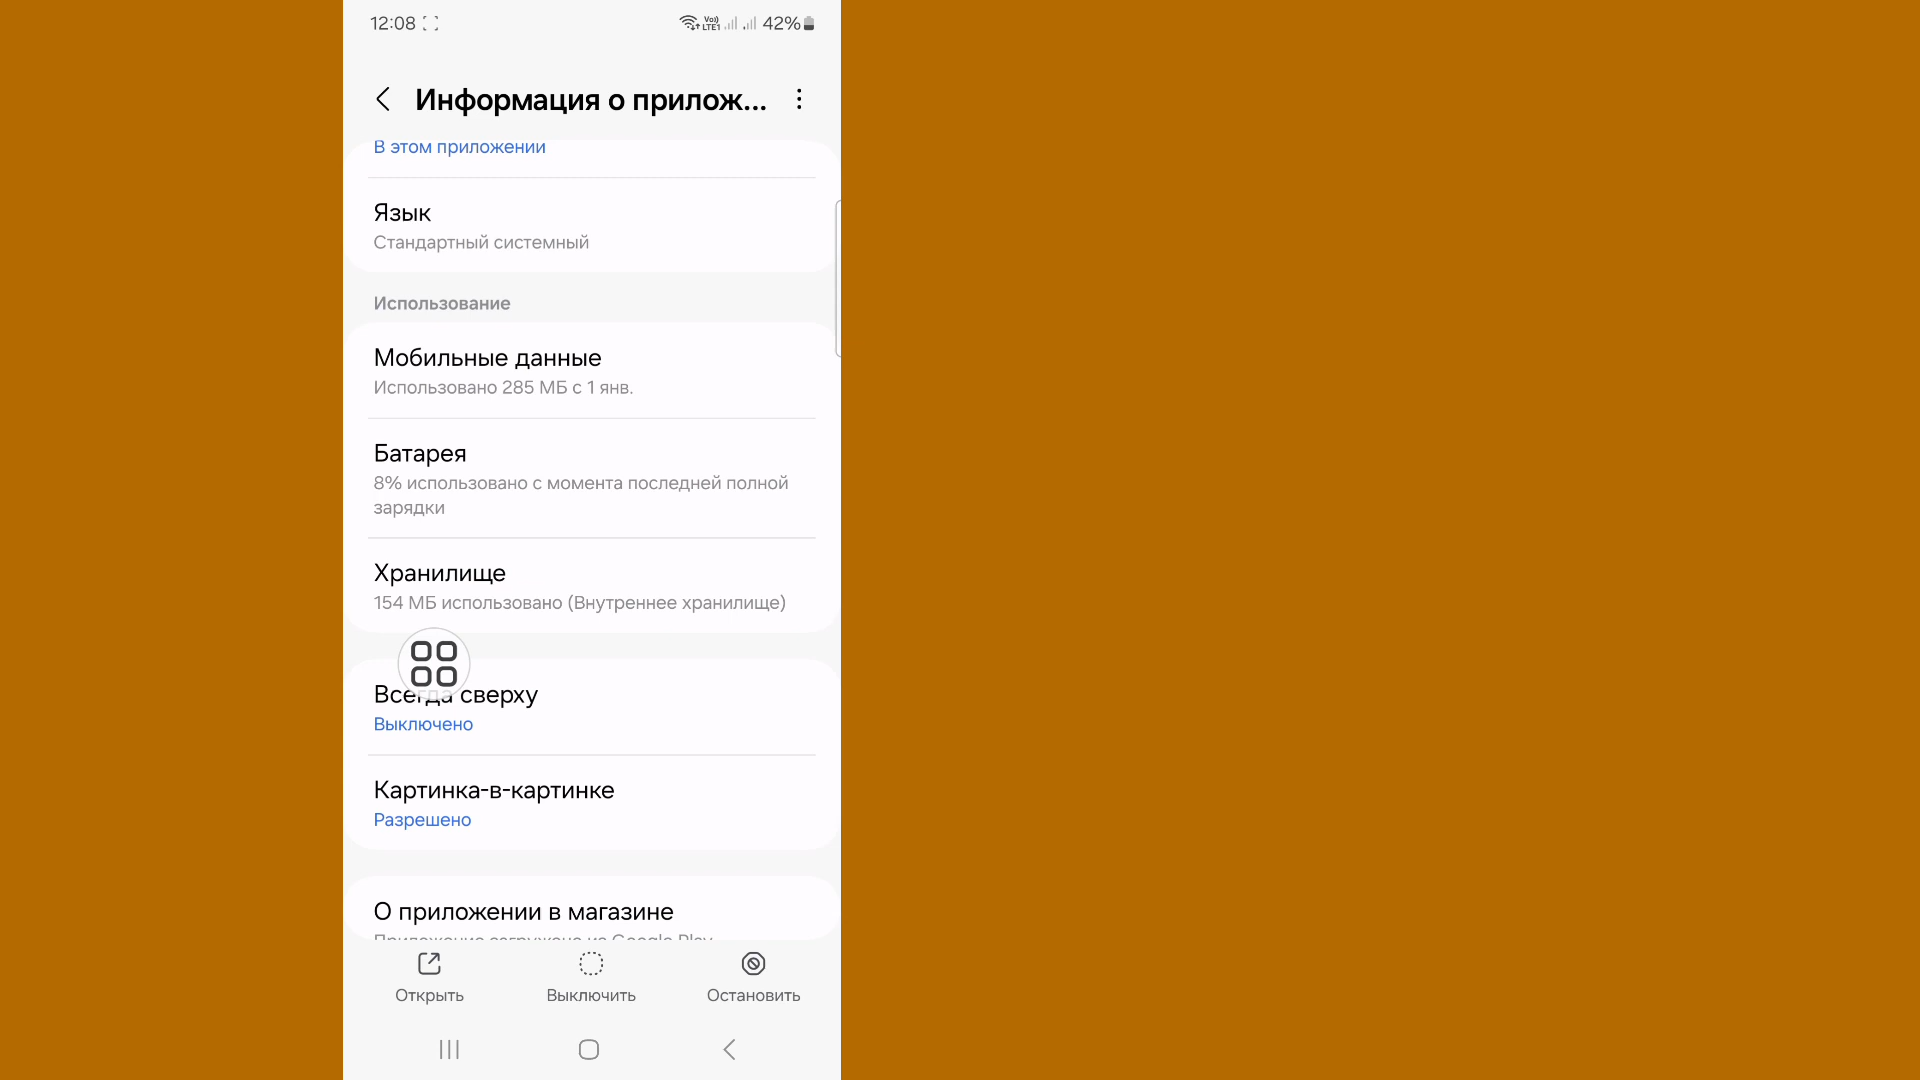 12:08
Vo)) LTE1 42%
Информация о прилож...
В этом приложении
Язык
Стандартный системный
Использование
Мобильные данные
Использовано 285 МБ с 1 янв.
Батарея
8% использовано с момента последней полной
зарядки
Хранилище
154 МБ использовано (Внутреннее хранилище)
Всегда сверху
Выключено
Картинка-в-картинке
Разрешено
О приложении в магазине
Приложение загружено из Google Play
Открыть
Выключить
Остановить